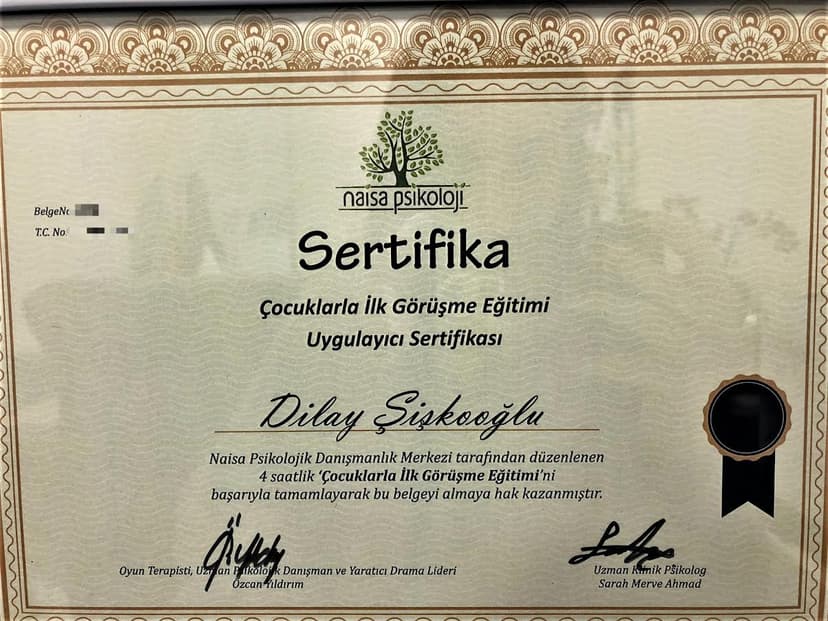 naisa psikoloji
BelgeNo
T.C. No:
Sertifika
Çocuklarla İlk Görüşme Eğitimi
Uygulayıcı Sertifikası
Dilay Şişkooğlu
Naisa Psikolojik Danışmanlık Merkezi tarafından düzenlenen
4 saatlik ‘Çocuklarla İlk Görüşme Eğitimi’ni
başarıyla tamamlayarak bu belgeyi almaya hak kazanmıştır.
Oyun Terapisti, Uzman Psikolojik Danışman ve Yaratıcı Drama Lideri
Özcan Yıldırım
Uzman Klinik Psikolog
Sarah Merve Ahmad